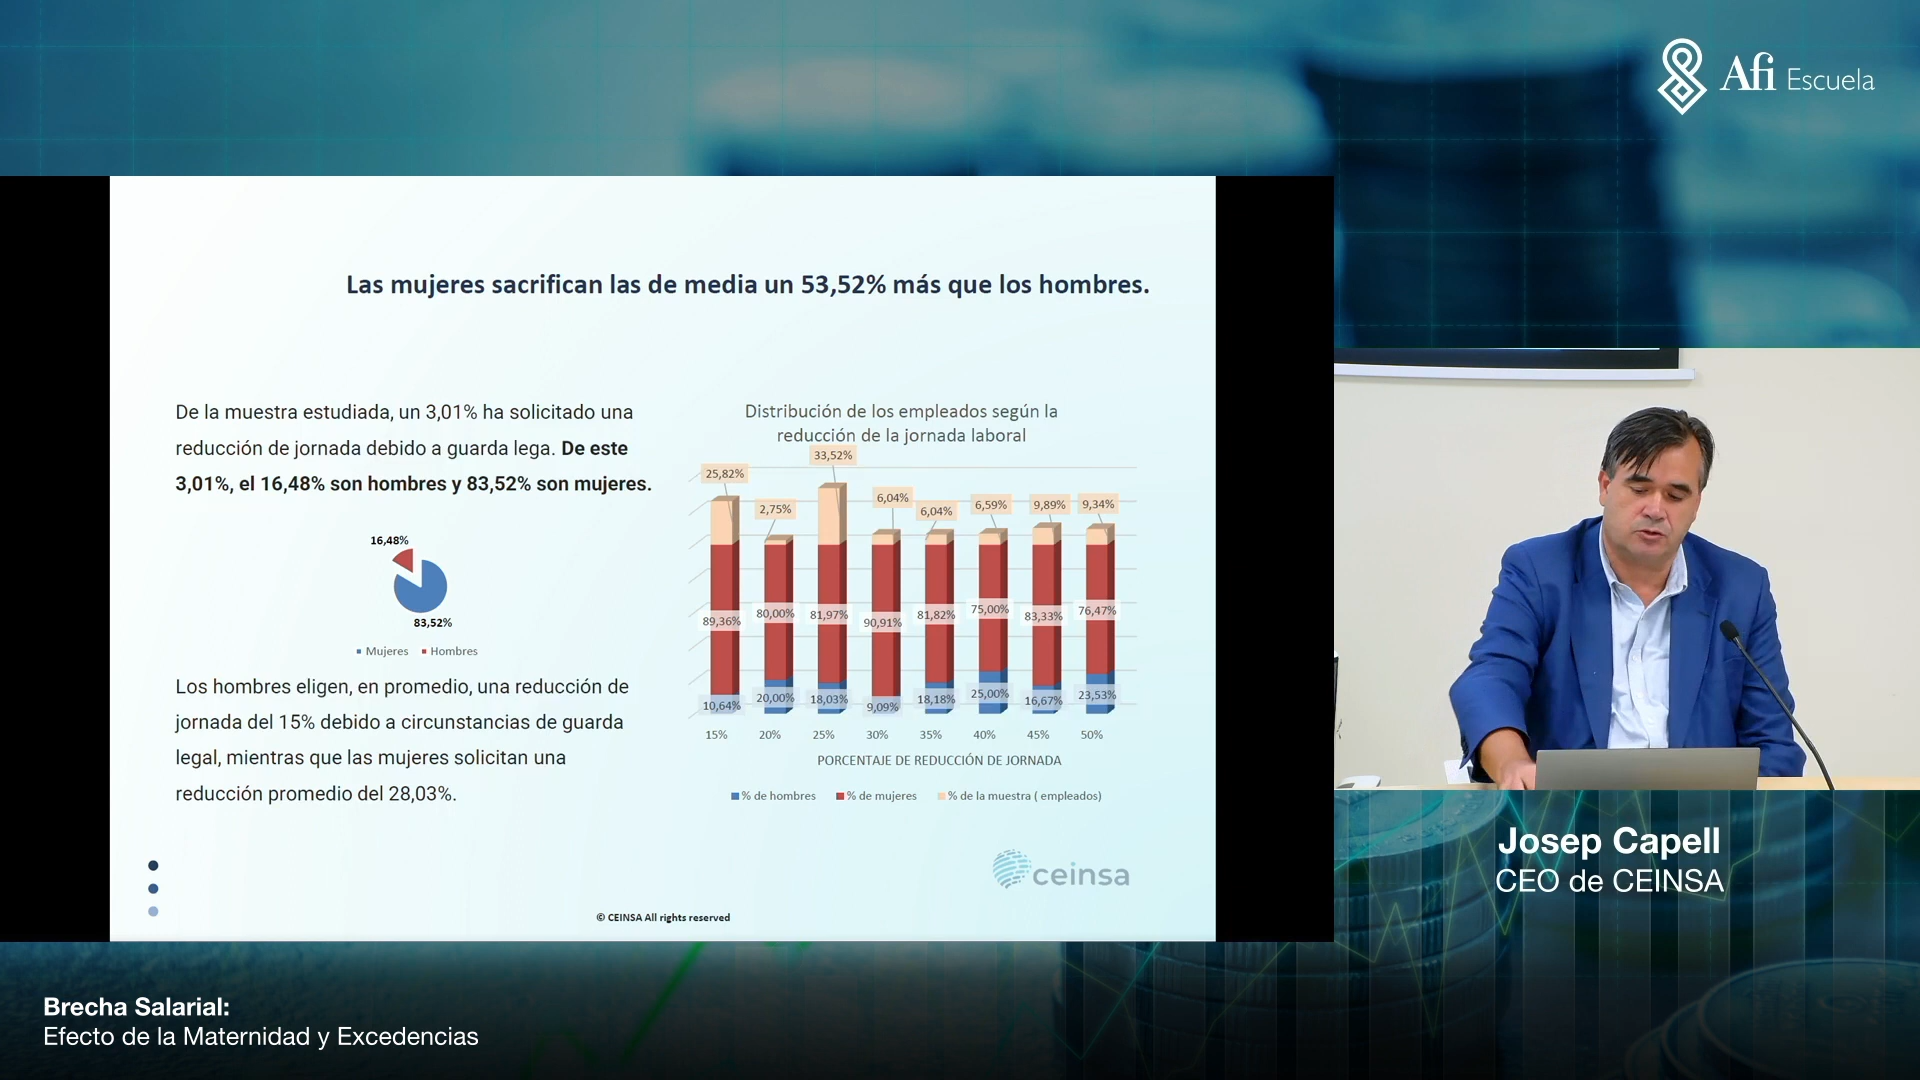 Afi Escuela
Las mujeres sacrifican las de media un 53,52% más que los hombres.
De la muestra estudiada, un 3,01% ha solicitado una
reducción de jornada debido a guarda lega. De este
3,01%, el 16,48% son hombres y 83,52% son mujeres.
16,48%
83,52%
Mujeres Hombres
Los hombres eligen, en promedio, una reducción de
jornada del 15% debido a circunstancias de guarda
legal, mientras que las mujeres solicitan una
reducción promedio del 28,03%.
Distribución de los empleados según la
reducción de la jornada laboral
25,82% 2,75% 33,52% 6,04% 6,04% 6,59% 9,89% 9,34%
89,36% 80,00% 81,97% 90,91% 81,82% 75,00% 83,33% 76,47%
10,64% 20,00% 18,03% 9,09% 18,18% 25,00% 16,67% 23,53%
15% 20% 25% 30% 35% 40% 45% 50%
PORCENTAJE DE REDUCCIÓN DE JORNADA
% de hombres % de mujeres % de la muestra ( empleados)
ceinsa
© CEINSA All rights reserved
Josep Capell
CEO de CEINSA
Brecha Salarial:
Efecto de la Maternidad y Excedencias